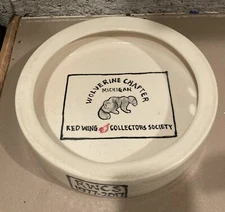 WOLVERINE CHAPTER
MICHIGAN
RED WING COLLECTORS SOCIETY
RWCS